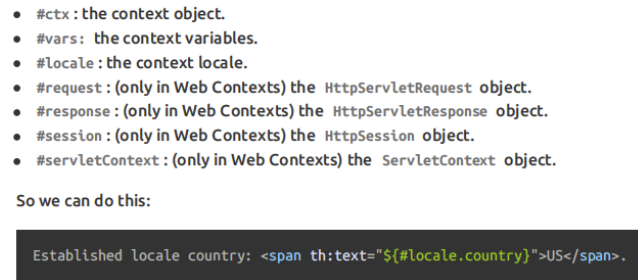 • #ctx : the context object.
• #vars: the context variables.
• #locale : the context locale.
• #request : (only in Web Contexts) the HttpServletRequest object.
• #response : (only in Web Contexts) the HttpServletResponse object.
• #session : (only in Web Contexts) the HttpSession object.
• #servletContext : (only in Web Contexts) the ServletContext object.
So we can do this:
Established locale country: <span th:text="${#locale.country}">US</span>.